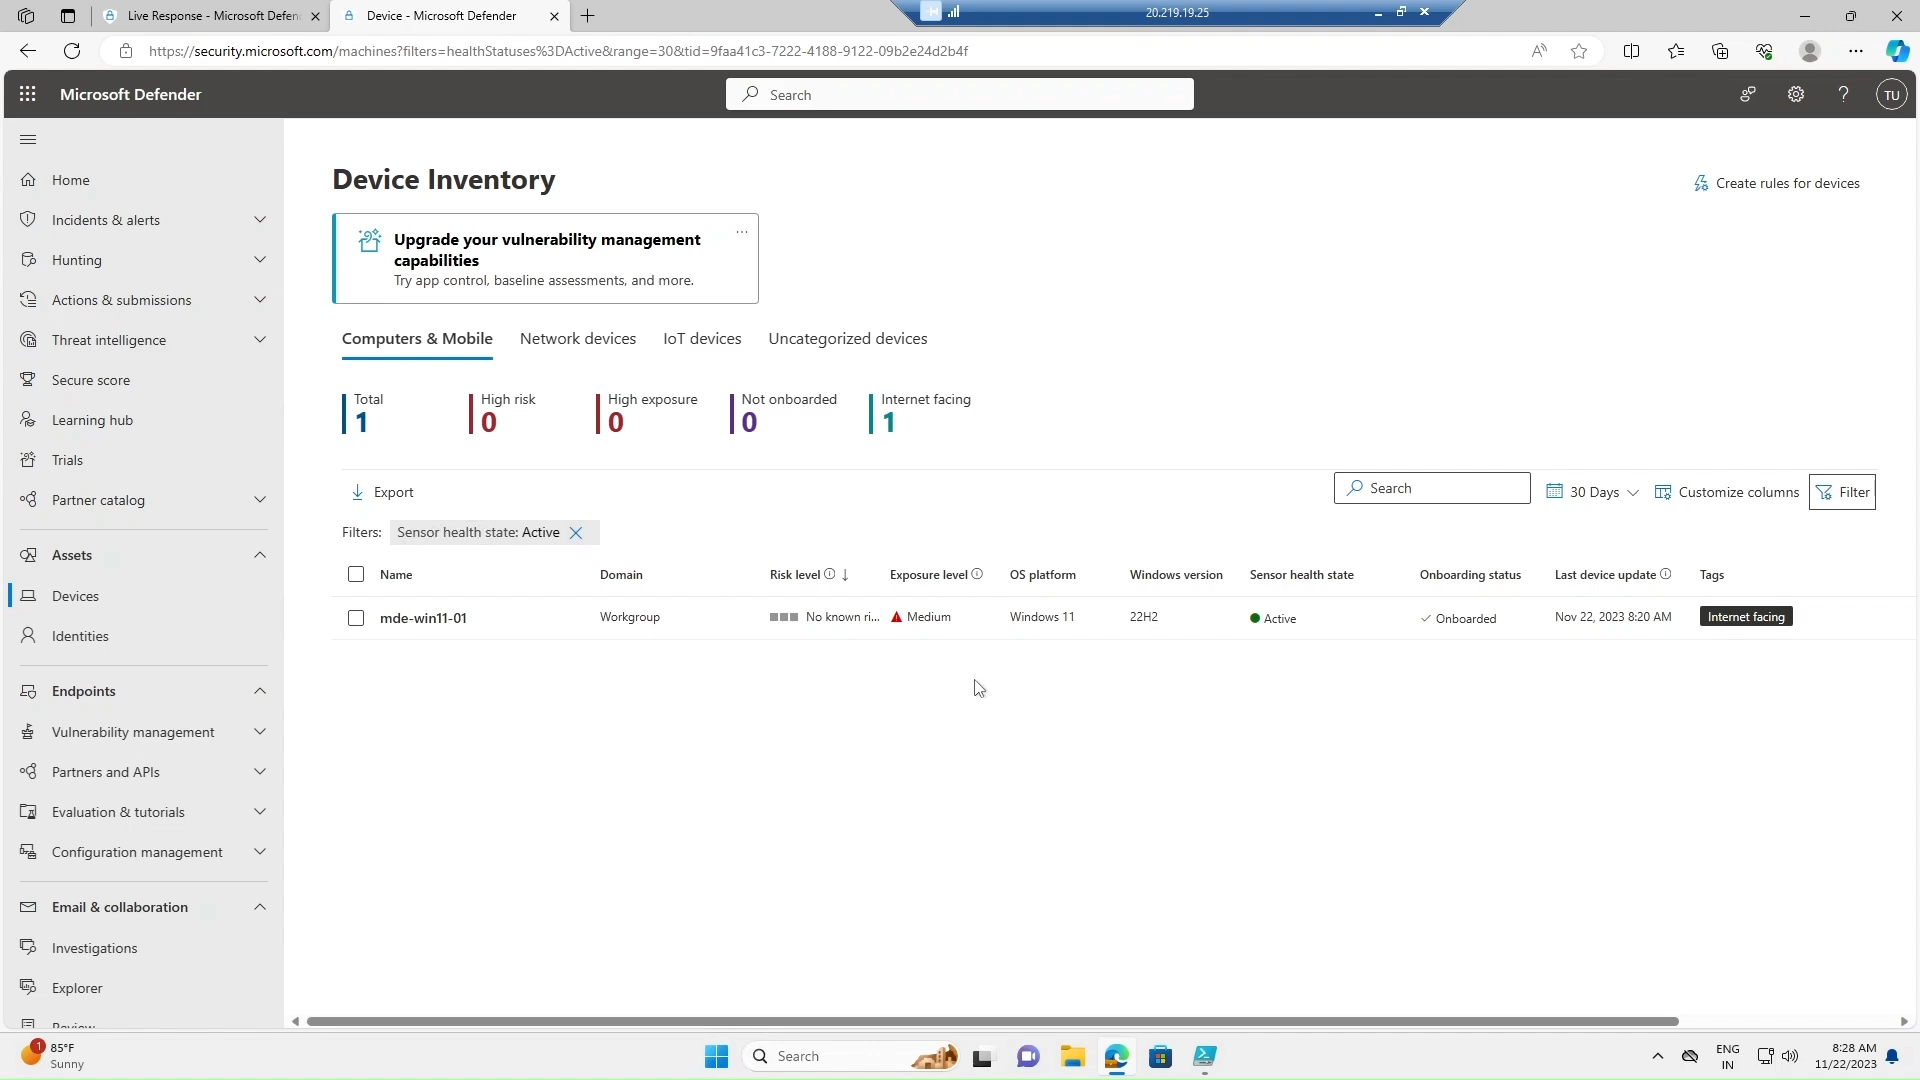 Live Response - Microsoft Defen
Device - Microsoft Defender
20.219.19.25
https://security.microsoft.com/machines?filters=healthStatuses%3DActive&range=30&tid=9faa41c3-7222-4188-9122-09b2e24d2b4f
Microsoft Defender
Search
TU
Home
Incidents & alerts
Hunting
Actions & submissions
Threat intelligence
Secure score
Learning hub
Trials
Partner catalog
Assets
Devices
Identities
Endpoints
Vulnerability management
Partners and APIs
Evaluation & tutorials
Configuration management
Email & collaboration
Investigations
Explorer
Review
Device Inventory
Create rules for devices
Upgrade your vulnerability management
capabilities
Try app control, baseline assessments, and more.
Computers & Mobile Network devices IoT devices Uncategorized devices
Total High risk High exposure Not onboarded Internet facing
1 0 0 0 1
Export Search 30 Days Customize columns Filter
Filters: Sensor health state: Active
Name Domain Risk level Exposure level OS platform Windows version Sensor health state Onboarding status Last device update Tags
mde-win11-01 Workgroup No known ri... Medium Windows 11 22H2 Active Onboarded Nov 22, 2023 8:20 AM Internet facing
1
85°F
Sunny
Search
ENG
IN
8:28 AM
11/22/2023